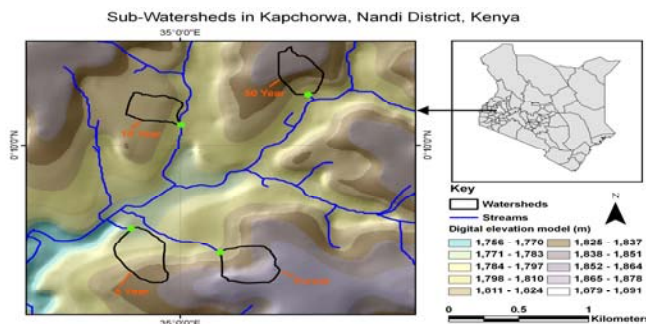 Sub-Watersheds in Kapchorwa, Nandi District, Kenya
35°0'0"E
50 Year
10 Year
0°10'0"N
0°10'0"N
5 Year
35°0'0"E
Key
Watersheds
Streams
N
Digital elevation model (m)
1,756 - 1,770
1,825 - 1,837
1,771 - 1,783
1,838 - 1,851
1,784 - 1,797
1,852 - 1,864
1,798 - 1,810
1,865 - 1,878
1,811 - 1,824
1,879 - 1,891
0
0.5
1
Kilometers